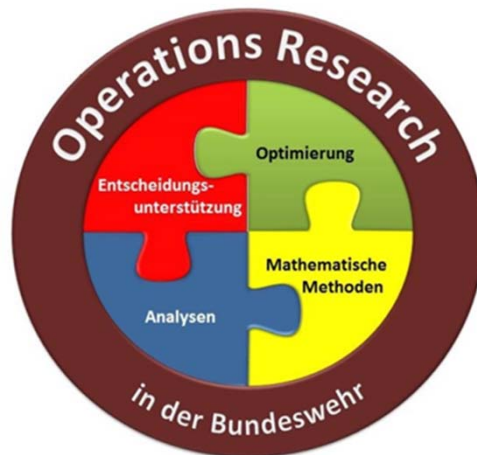 Operations Research
Optimierung
Entscheidungs-
unterstützung
Mathematische
Methoden
Analysen
in der Bundeswehr